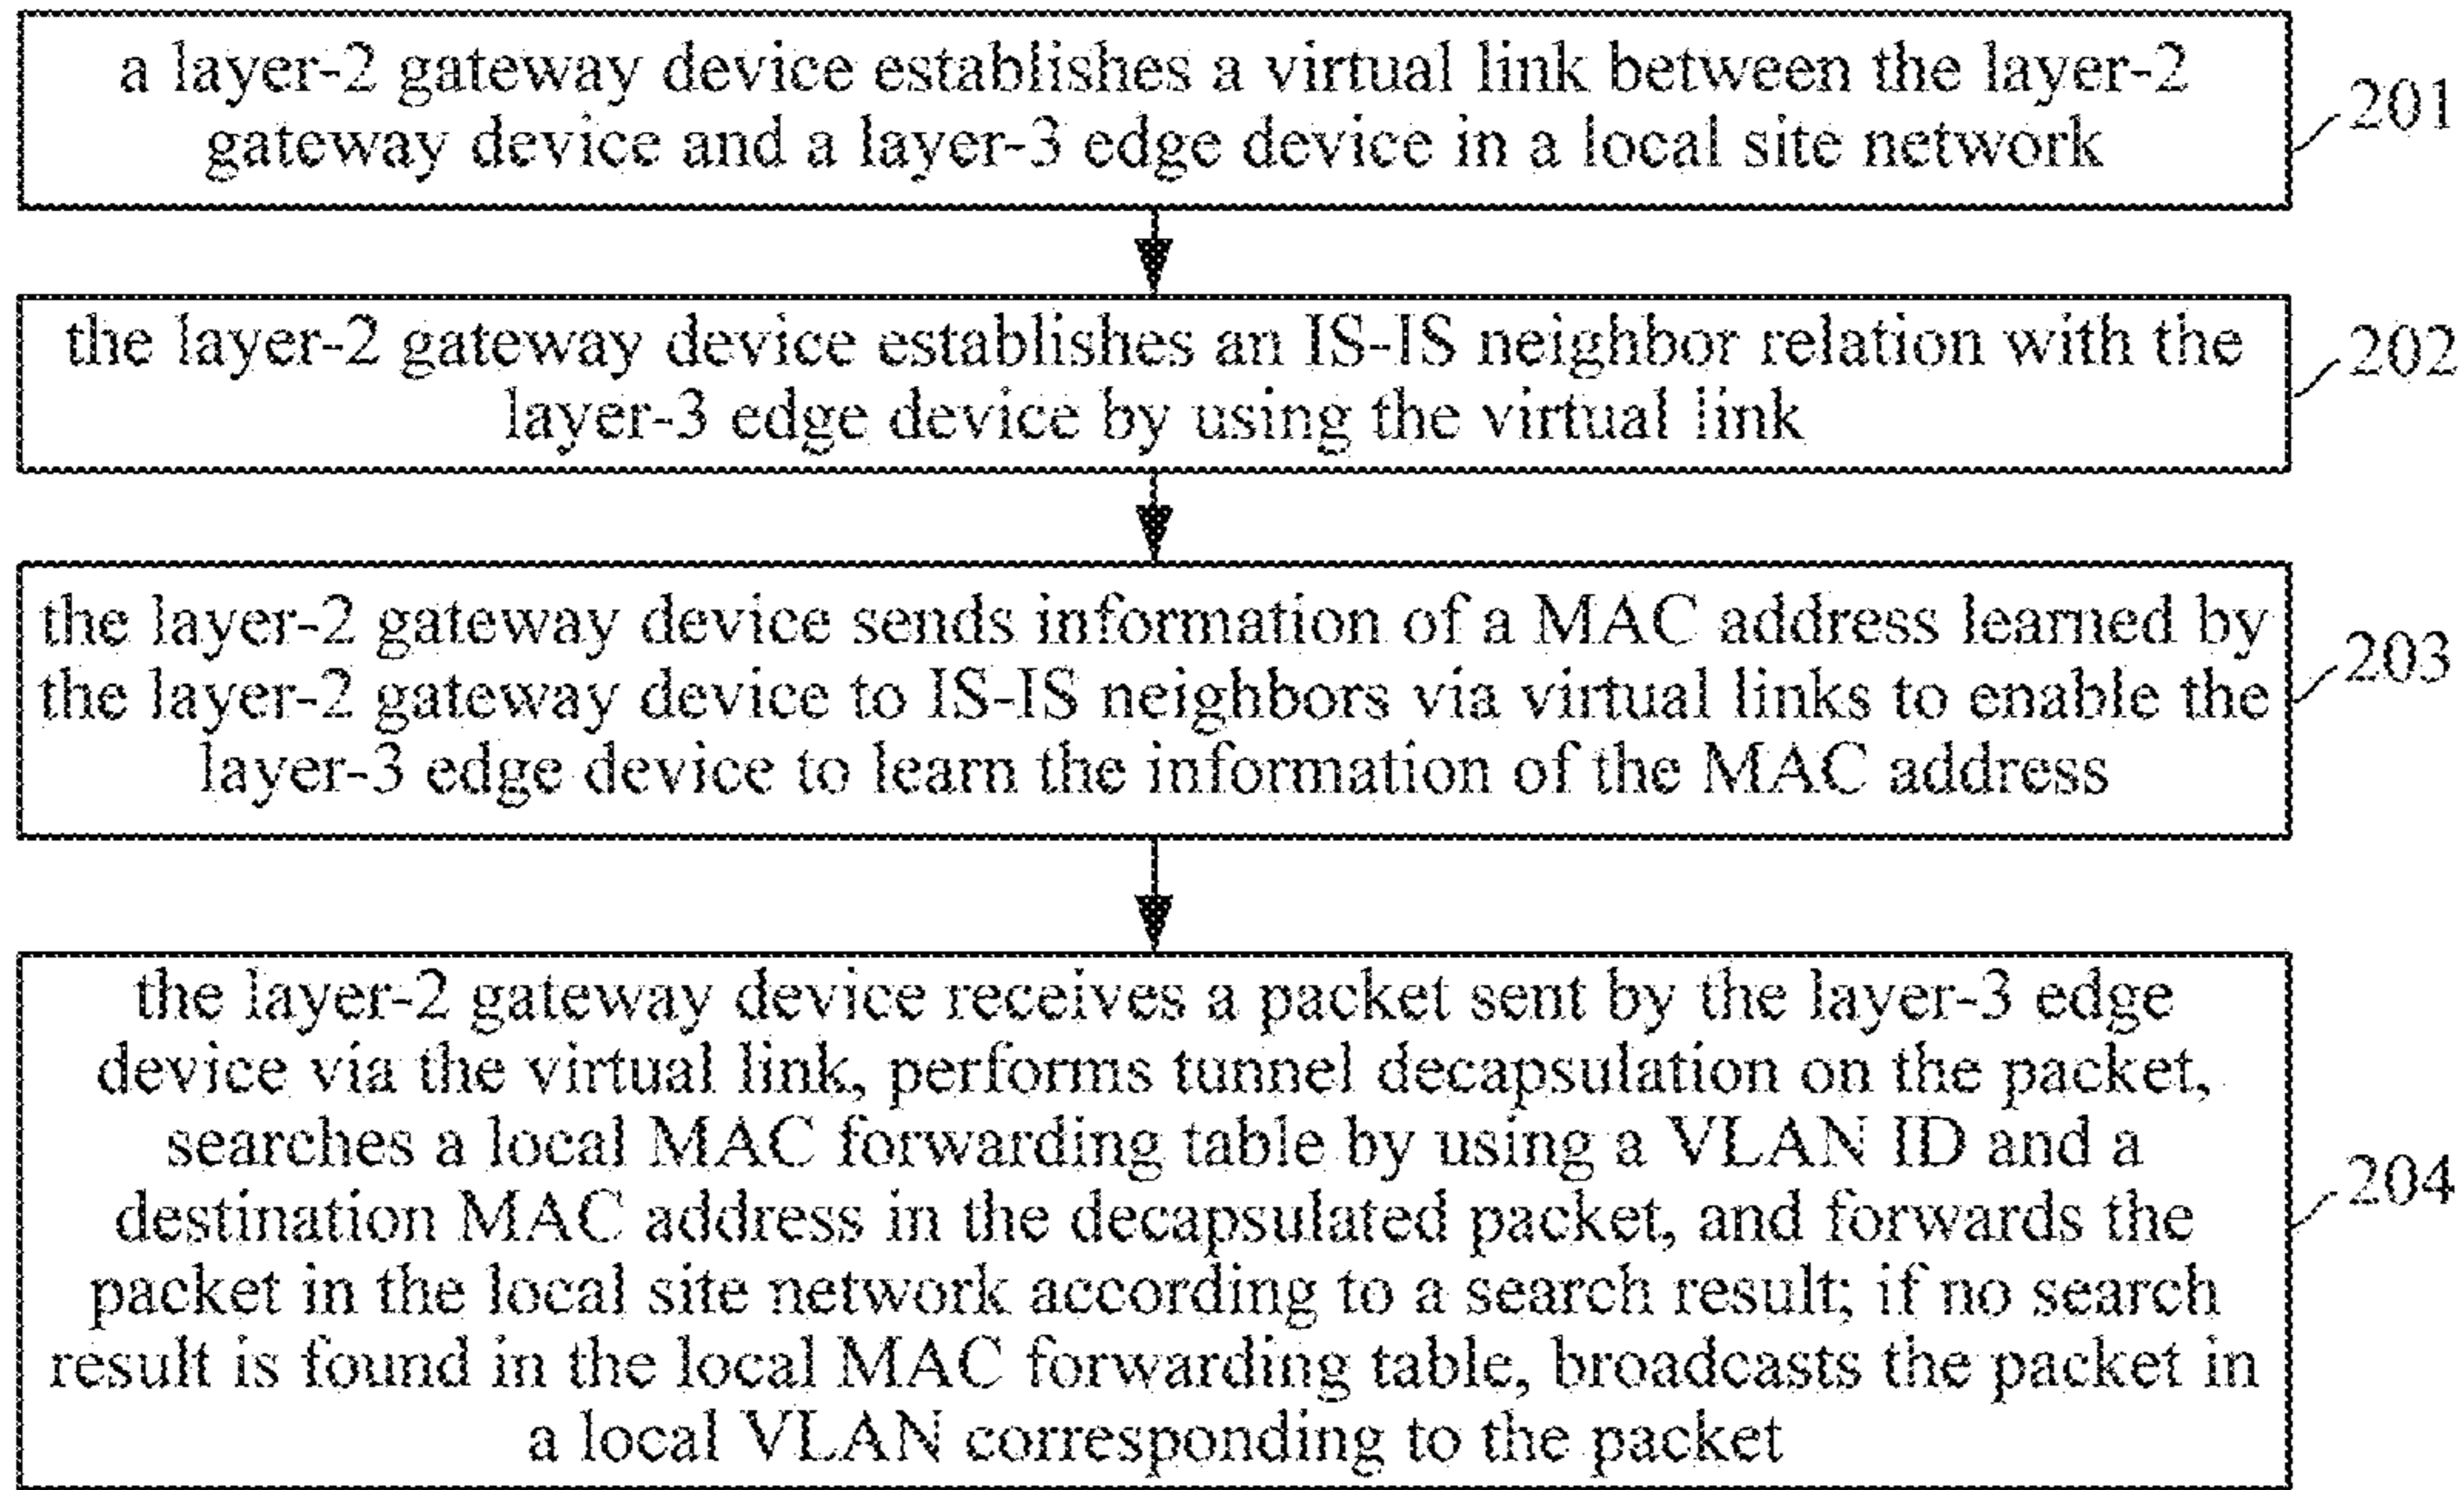 a layer-2 gateway device establishes a virtual link between the layer-2
gateway device and a layer-3 edge device in a local site network
201
the layer-2 gateway device establishes an IS-IS neighbor relation with the
layer-3 edge device by using the virtual link
202
the layer-2 gateway device sends information of a MAC address learned by
the layer-2 gateway device to IS-IS neighbors via virtual links to enable the
layer-3 edge device to learn the information of the MAC address
203
the layer-2 gateway device receives a packet sent by the layer-3 edge
device via the virtual link, performs tunnel decapsulation on the packet,
searches a local MAC forwarding table by using a VLAN ID and a
destination MAC address in the decapsulated packet, and forwards the
packet in the local site network according to a search result; if no search
result is found in the local MAC forwarding table, broadcasts the packet in
a local VLAN corresponding to the packet
204